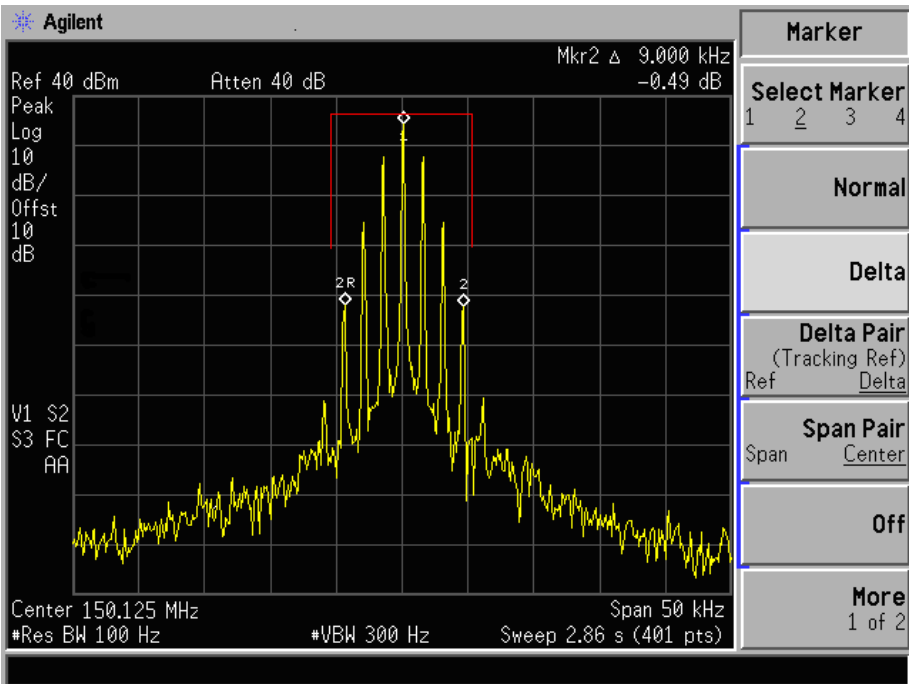 Agilent
Marker
Mkr2 Δ 9.000 kHz
Ref 40 dBm Atten 40 dB -0.49 dB
Peak
Log
10
dB/
Offst
10
dB
1
2R
2
V1 S2
S3 FC
AA
Center 150.125 MHz Span 50 kHz
#Res BW 100 Hz #VBW 300 Hz Sweep 2.86 s (401 pts)
Select Marker
1 2 3 4
Normal
Delta
Delta Pair
(Tracking Ref)
Ref Delta
Span Pair
Span Center
Off
More
1 of 2